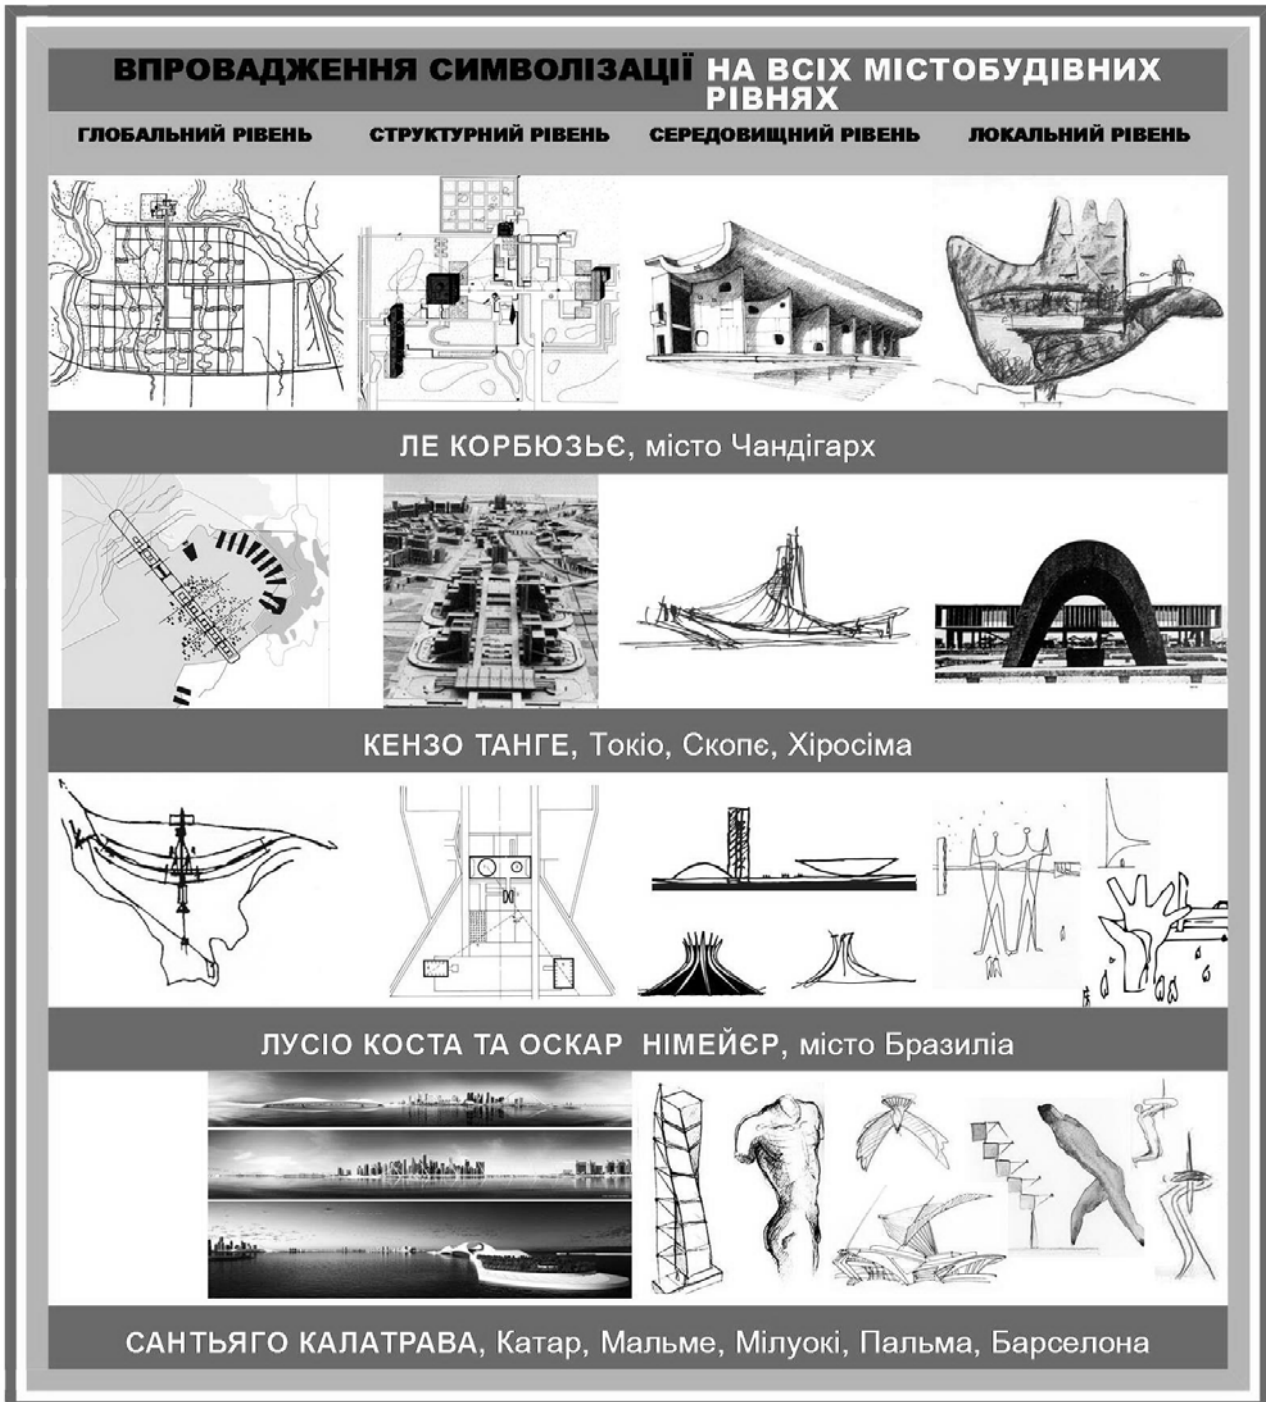 ВПРОВАДЖЕННЯ СИМВОЛІЗАЦІЇ НА ВСІХ МІСТОБУДІВНИХ
РІВНЯХ
ГЛОБАЛЬНИЙ РІВЕНЬ СТРУКТУРНИЙ РІВЕНЬ СЕРЕДОВИЩНИЙ РІВЕНЬ ЛОКАЛЬНИЙ РІВЕНЬ
ЛЕ КОРБЮЗЬЄ, місто Чандігарх
КЕНЗО ТАНГЕ, Токіо, Скопє, Хіросіма
ЛУСІО КОСТА ТА ОСКАР НІМЕЙЄР, місто Бразиліа
САНТЬЯГО КАЛАТРАВА, Катар, Мальме, Мілуокі, Пальма, Барселона